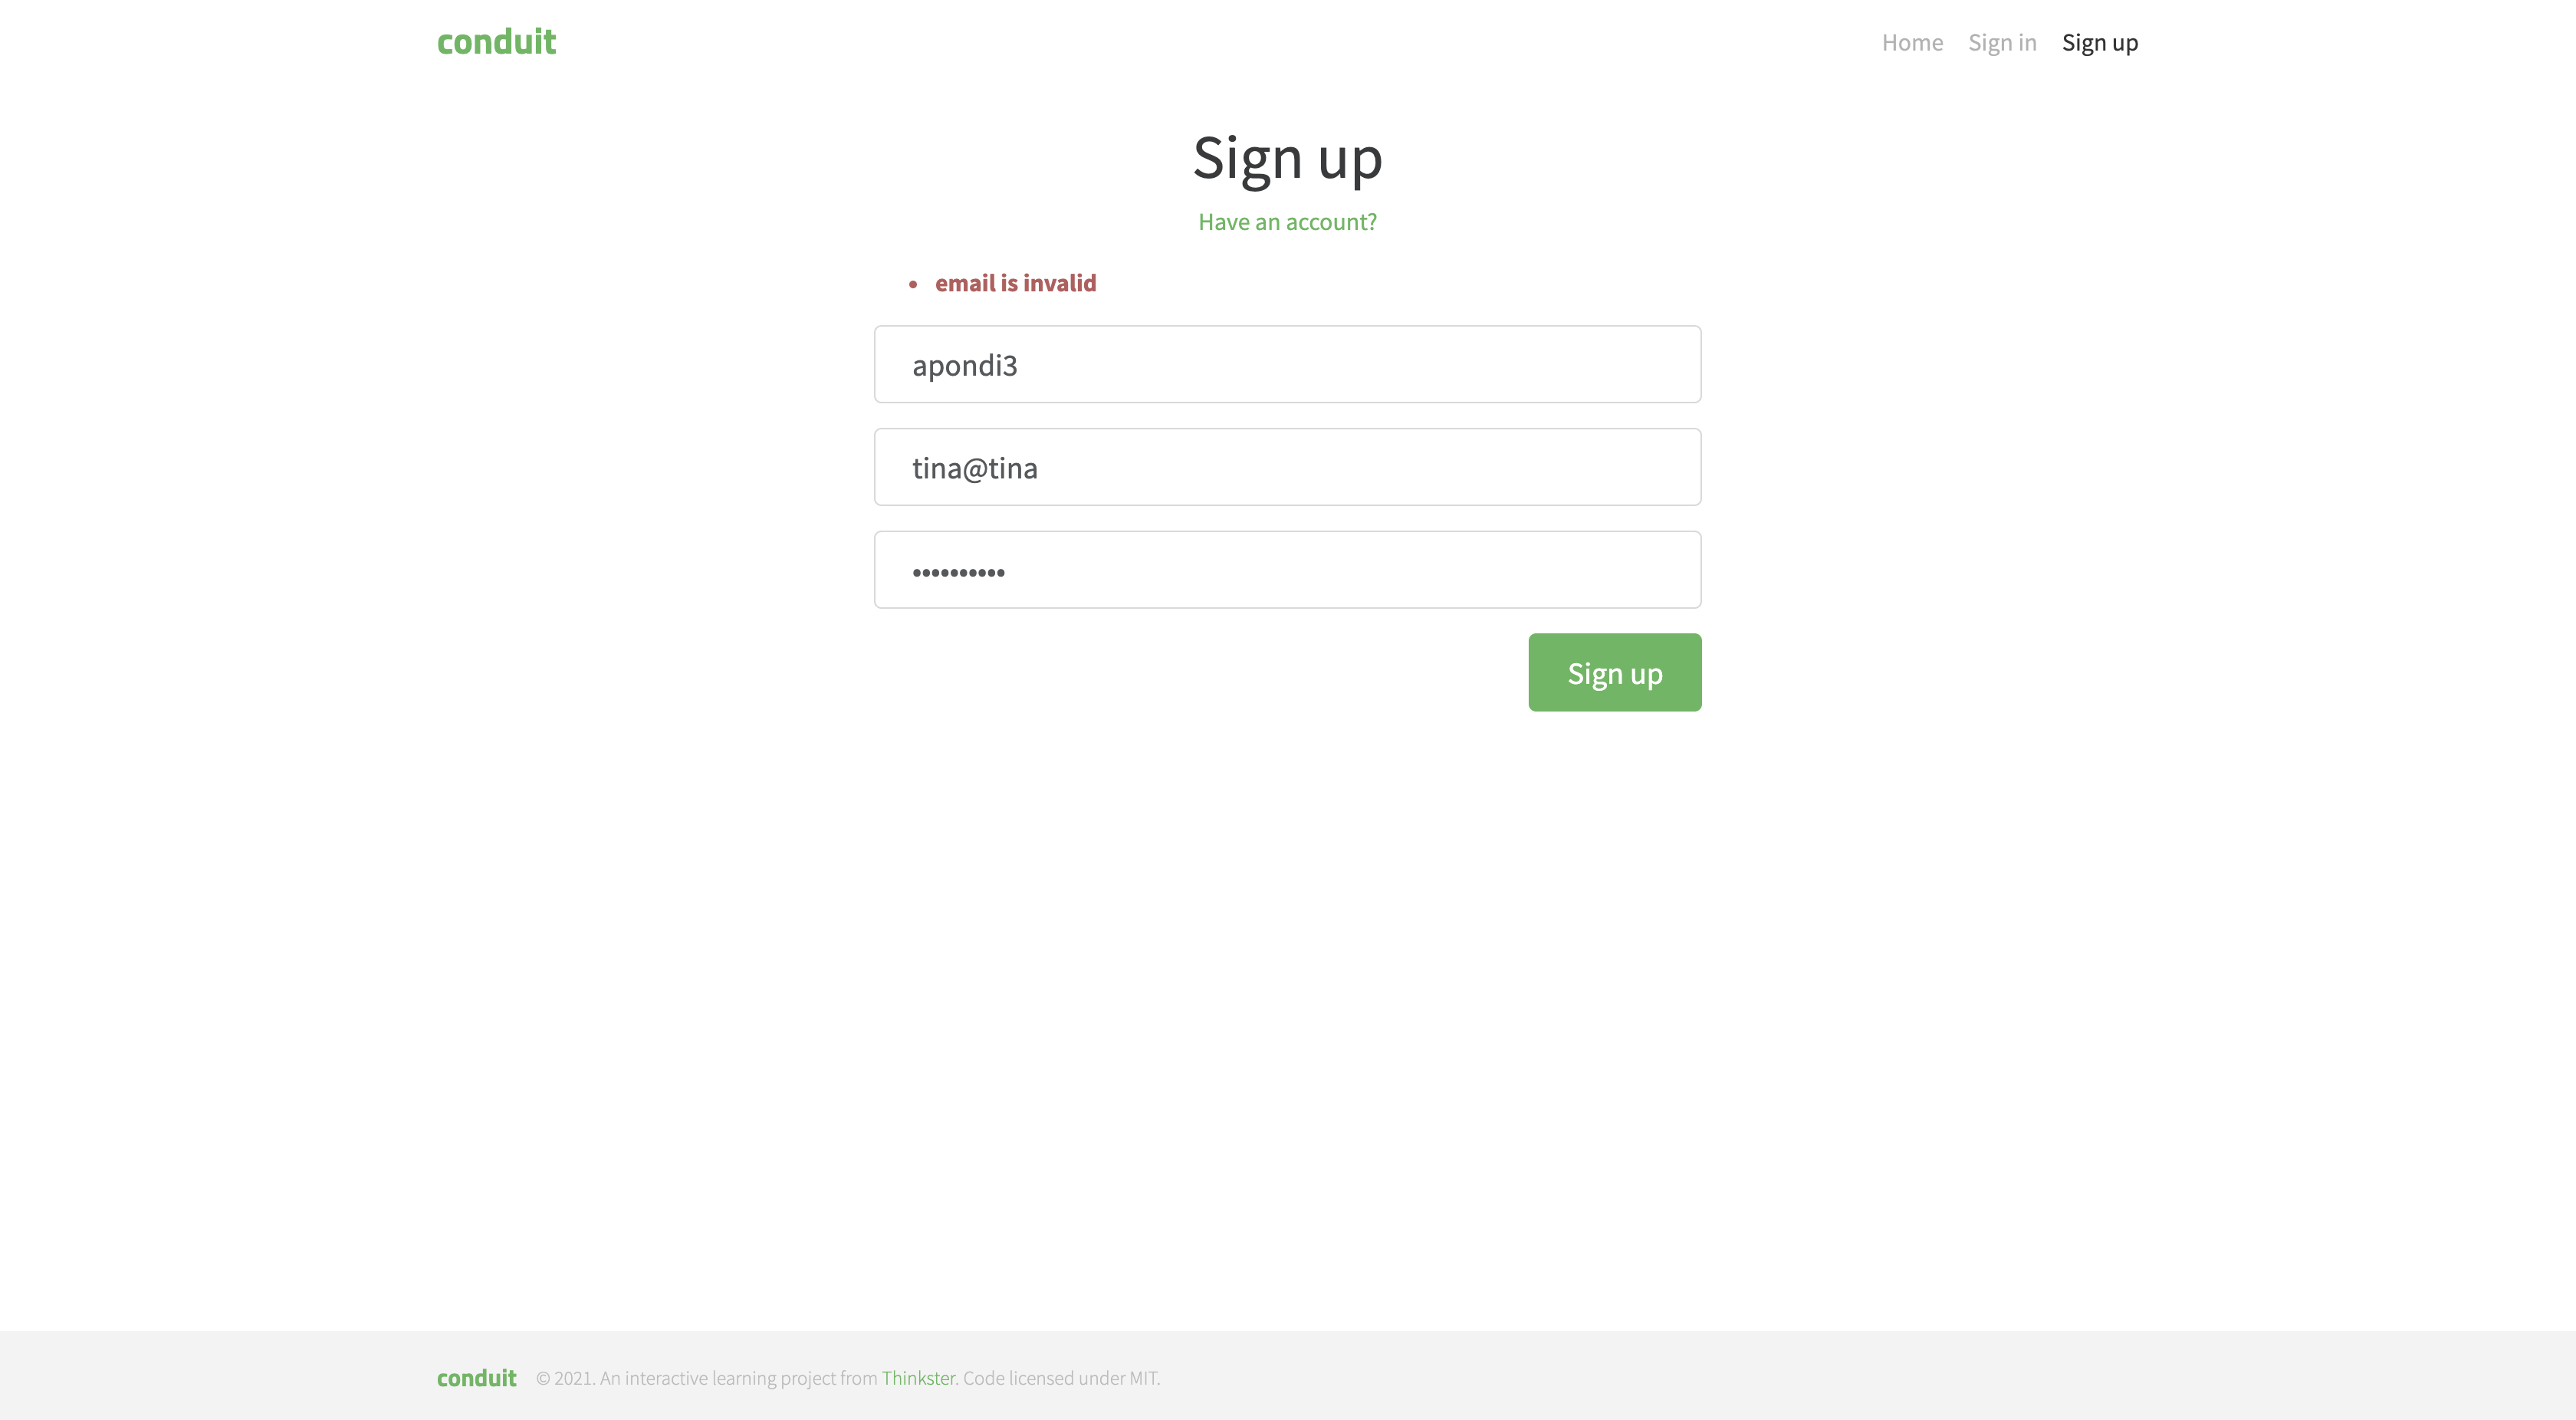 conduit
Home Sign in Sign up
Sign up
Have an account?
• email is invalid
apondi3
tina@tina
••••••••••
Sign up
conduit © 2021. An interactive learning project from Thinkster. Code licensed under MIT.